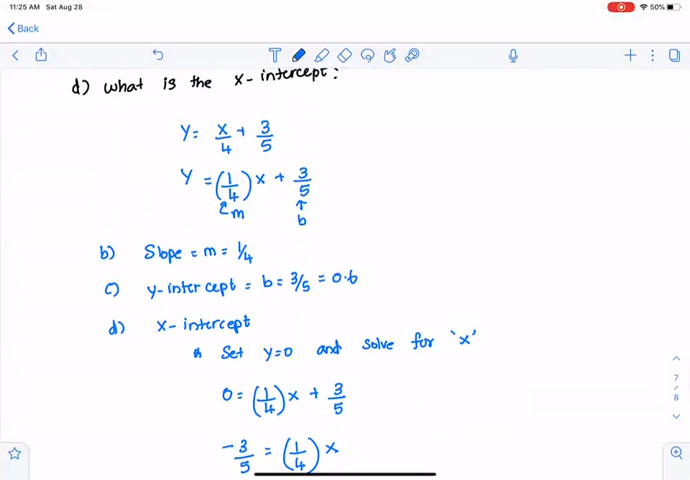 11:25 AM Sat Aug 28 50%
Back
T
d) what is the x-intercept:
y = x/4 + 3/5
y = (1/4) x + 3/5
m
b
b) Slope = m = 1/4
c) y-intercept = b = 3/5 = 0.6
d) x-intercept
Set y=0 and solve for 'x'
0 = (1/4) x + 3/5
7/8
-3/5 = (1/4) x